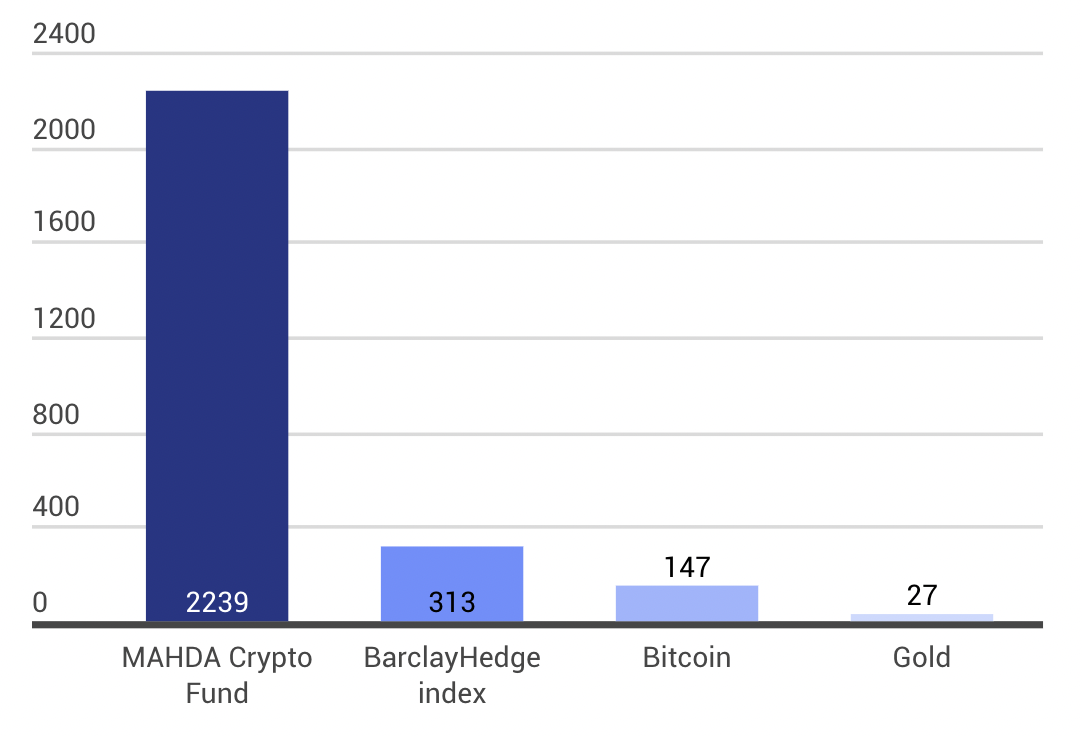 2400
2000
1600
1200
800
400
0
2239
313
147
27
MAHDA Crypto
Fund
BarclayHedge
index
Bitcoin
Gold